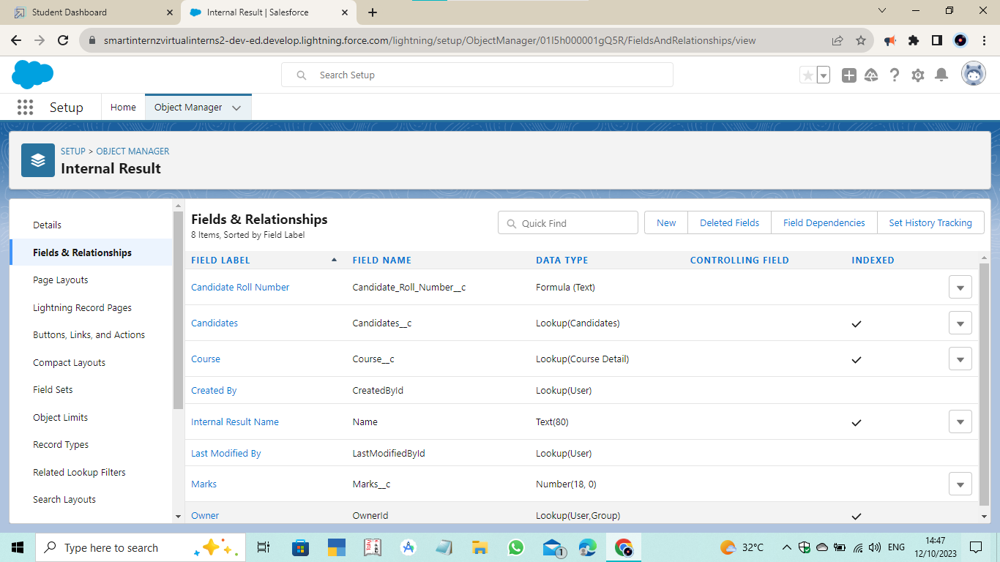 Student Dashboard
Internal Result | Salesforce
smartinternzvirtualinterns2-dev-ed.develop.lightning.force.com/lightning/setup/ObjectManager/01I5h000001gQ5R/FieldsAndRelationships/view
Search Setup
Setup
Home
Object Manager
SETUP > OBJECT MANAGER
Internal Result
Details
Fields & Relationships
Page Layouts
Lightning Record Pages
Buttons, Links, and Actions
Compact Layouts
Field Sets
Object Limits
Record Types
Related Lookup Filters
Search Layouts
Fields & Relationships
8 Items, Sorted by Field Label
Quick Find
New
Deleted Fields
Field Dependencies
Set History Tracking
FIELD LABEL FIELD NAME DATA TYPE CONTROLLING FIELD INDEXED
Candidate Roll Number Candidate_Roll_Number__c Formula (Text)
Candidates Candidates__c Lookup(Candidates)
Course Course__c Lookup(Course Detail)
Created By CreatedById Lookup(User)
Internal Result Name Name Text(80)
Last Modified By LastModifiedById Lookup(User)
Marks Marks__c Number(18, 0)
Owner OwnerId Lookup(User,Group)
Type here to search
1
32°C
ENG
14:47
12/10/2023